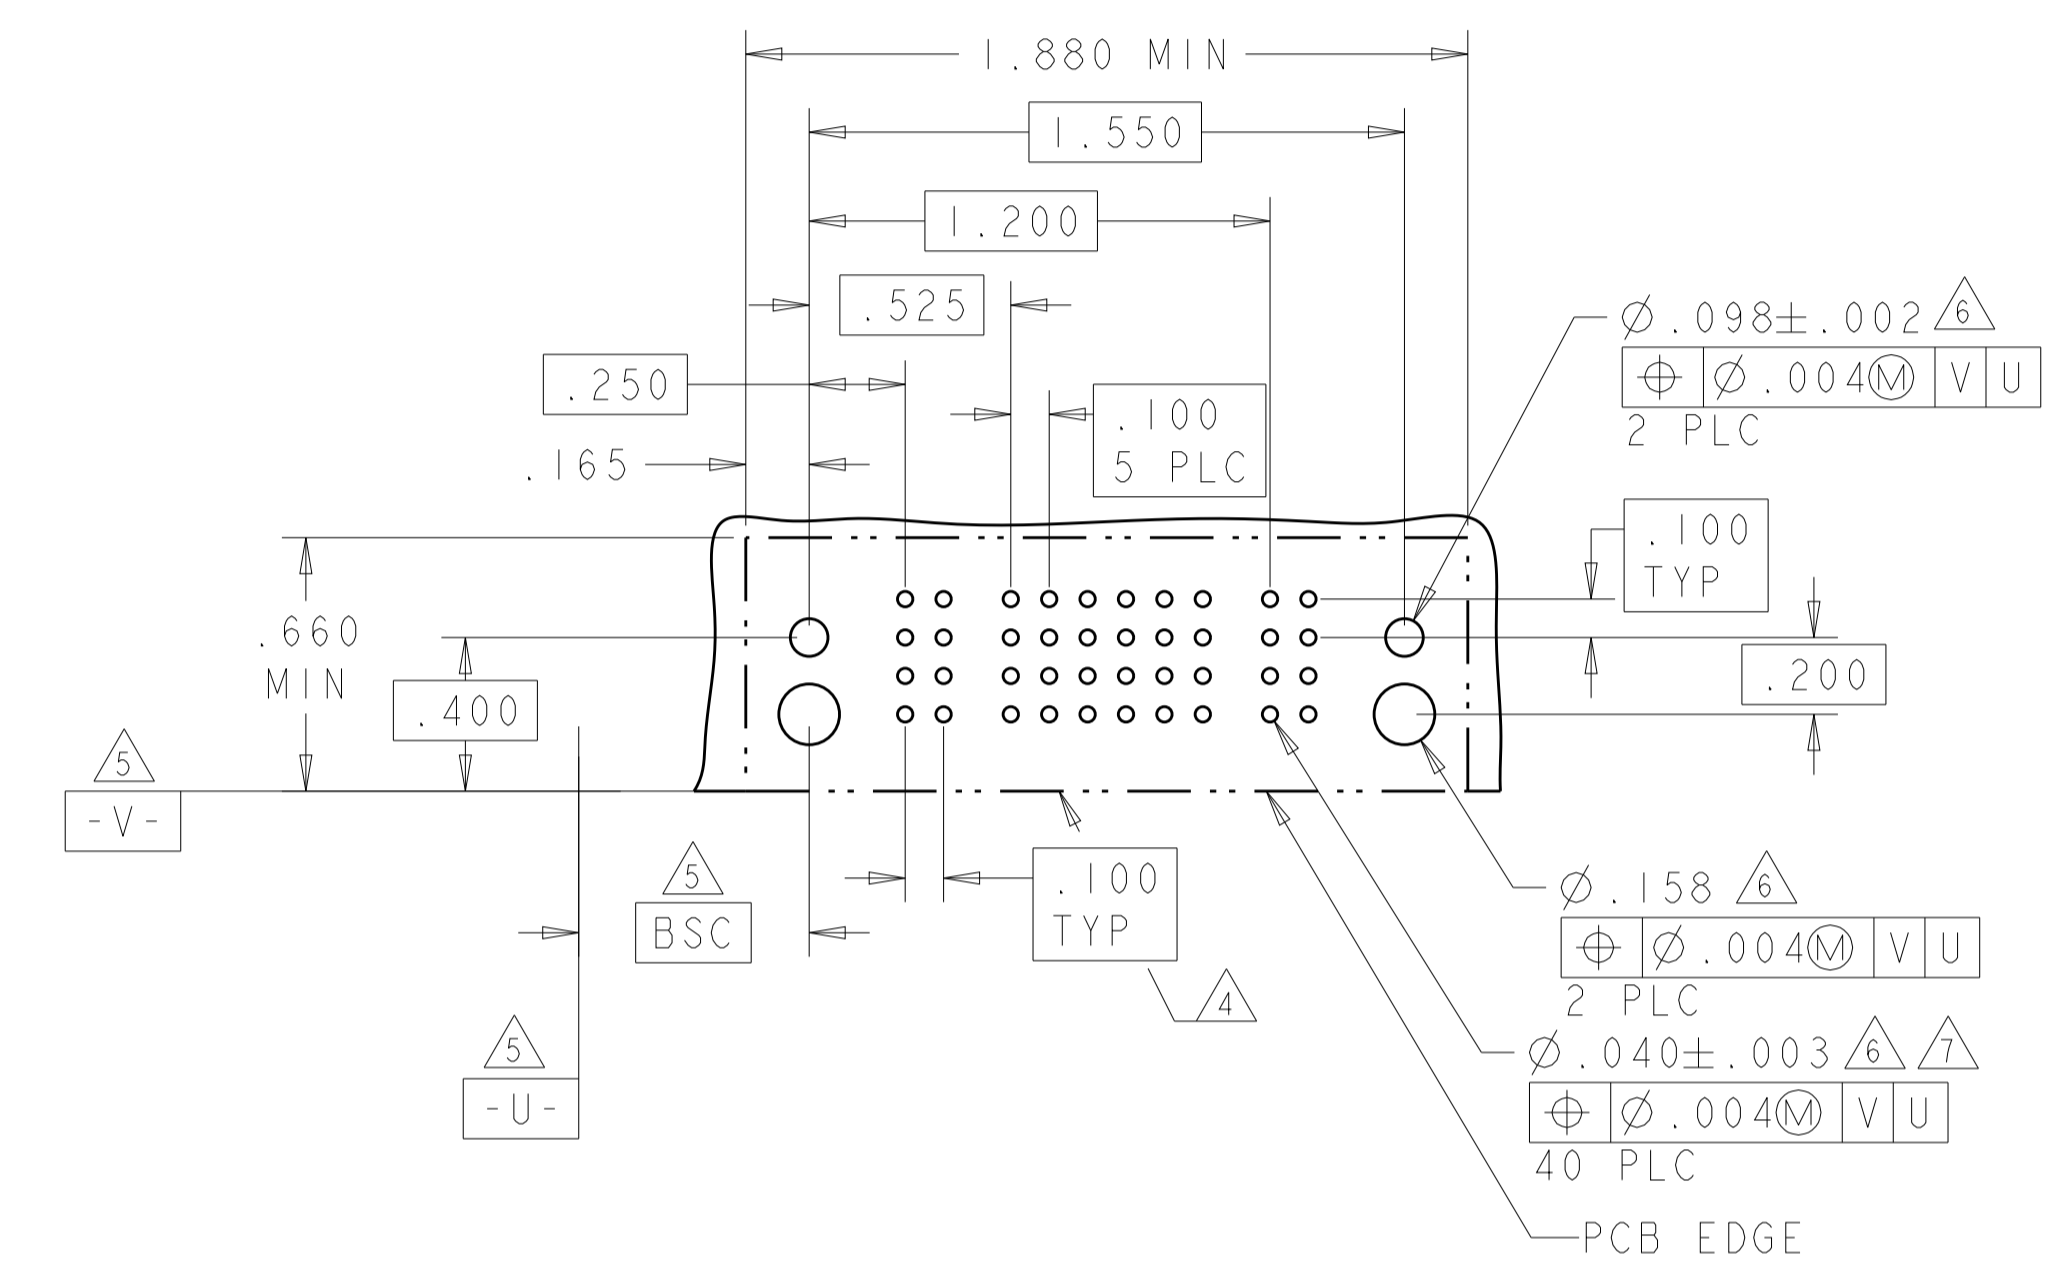 1.880 MIN
1.550
1.200
.525
.250
.100
5 PLC
.165
Ø.098±.002 6
⌖ Ø.004Ⓜ V U
2 PLC
.100
TYP
.660
MIN
.400
.200
5
-V-
5
BSC
.100
TYP
4
5
-U-
Ø.158 6
⌖ Ø.004Ⓜ V U
2 PLC
Ø.040±.003 6 7
⌖ Ø.004Ⓜ V U
40 PLC
PCB EDGE